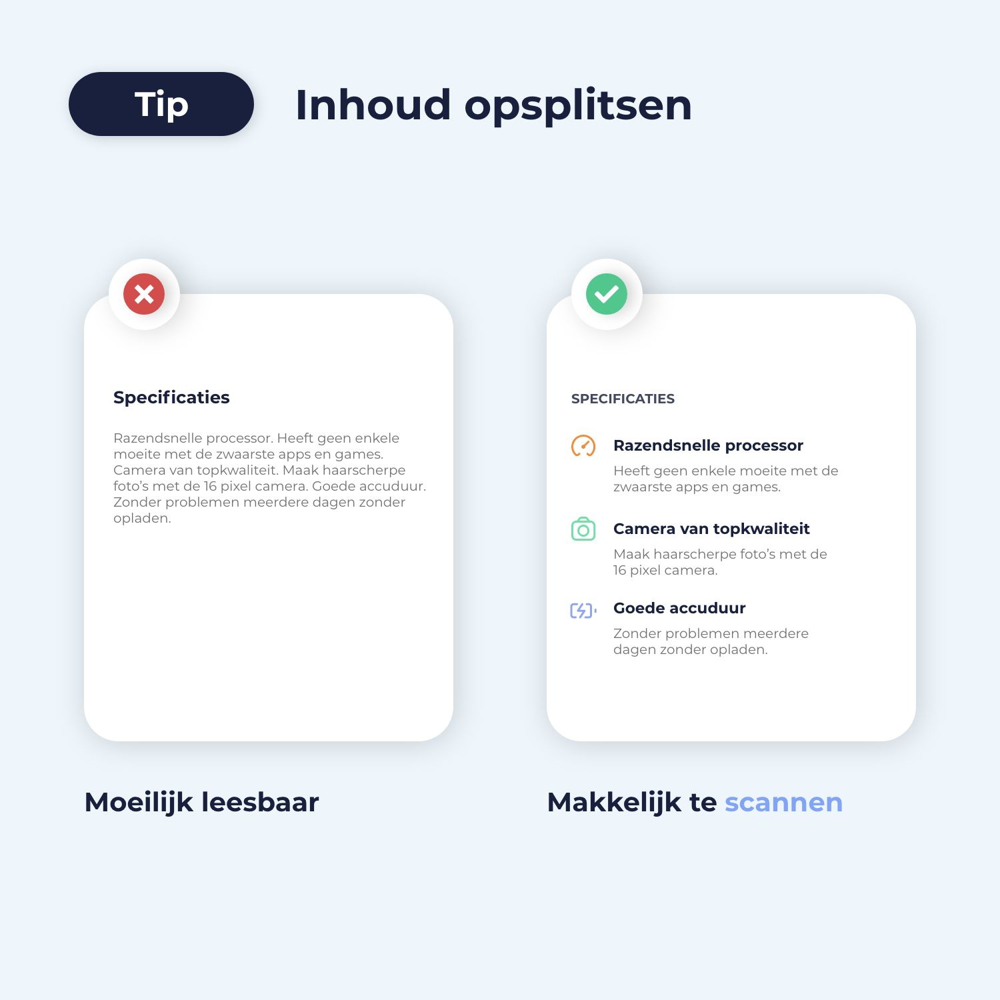 Tip
Inhoud opsplitsen
Specificaties
Razendsnelle processor. Heeft geen enkele
moeite met de zwaarste apps en games.
Camera van topkwaliteit. Maak haarscherpe
foto’s met de 16 pixel camera. Goede accuduur.
Zonder problemen meerdere dagen zonder
opladen.
Moeilijk leesbaar
SPECIFICATIES
Razendsnelle processor
Heeft geen enkele moeite met de
zwaarste apps en games.
Camera van topkwaliteit
Maak haarscherpe foto’s met de
16 pixel camera.
Goede accuduur
Zonder problemen meerdere
dagen zonder opladen.
Makkelijk te scannen